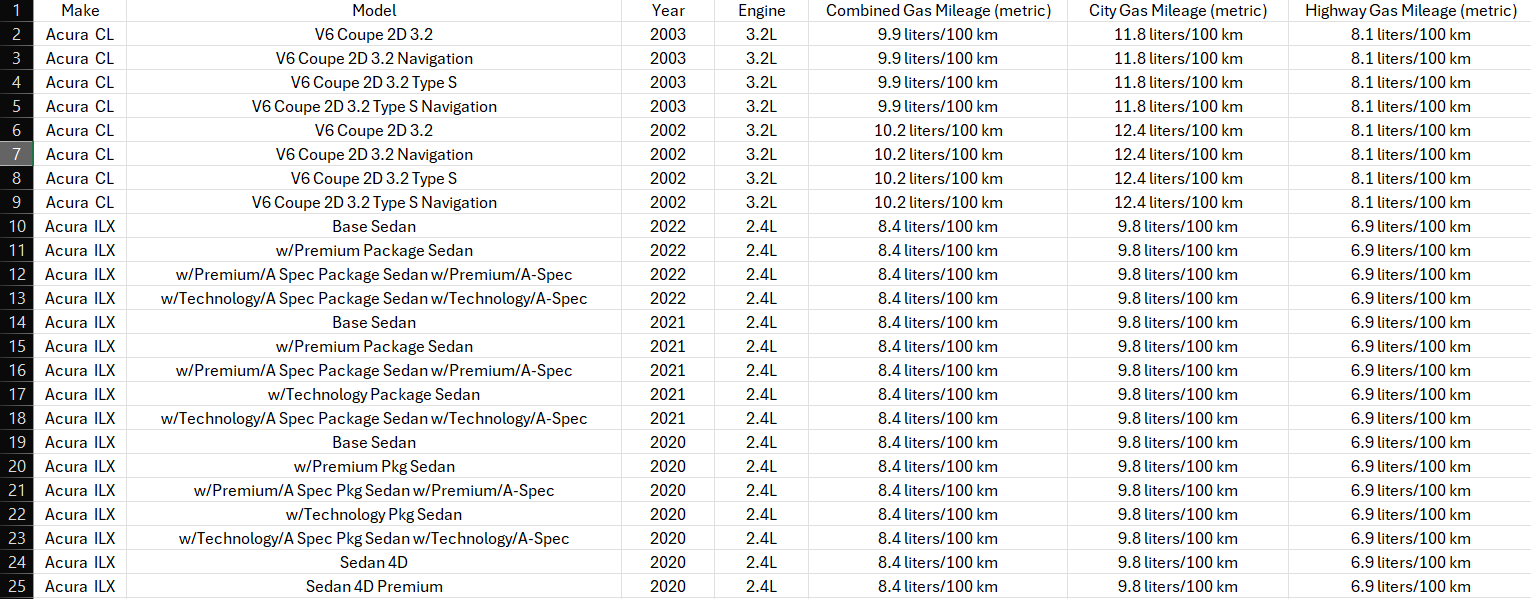 1 Make Model Year Engine Combined Gas Mileage (metric) City Gas Mileage (metric) Highway Gas Mileage (metric)
2 Acura CL V6 Coupe 2D 3.2 2003 3.2L 9.9 liters/100 km 11.8 liters/100 km 8.1 liters/100 km
3 Acura CL V6 Coupe 2D 3.2 Navigation 2003 3.2L 9.9 liters/100 km 11.8 liters/100 km 8.1 liters/100 km
4 Acura CL V6 Coupe 2D 3.2 Type S 2003 3.2L 9.9 liters/100 km 11.8 liters/100 km 8.1 liters/100 km
5 Acura CL V6 Coupe 2D 3.2 Type S Navigation 2003 3.2L 9.9 liters/100 km 11.8 liters/100 km 8.1 liters/100 km
6 Acura CL V6 Coupe 2D 3.2 2002 3.2L 10.2 liters/100 km 12.4 liters/100 km 8.1 liters/100 km
7 Acura CL V6 Coupe 2D 3.2 Navigation 2002 3.2L 10.2 liters/100 km 12.4 liters/100 km 8.1 liters/100 km
8 Acura CL V6 Coupe 2D 3.2 Type S 2002 3.2L 10.2 liters/100 km 12.4 liters/100 km 8.1 liters/100 km
9 Acura CL V6 Coupe 2D 3.2 Type S Navigation 2002 3.2L 10.2 liters/100 km 12.4 liters/100 km 8.1 liters/100 km
10 Acura ILX Base Sedan 2022 2.4L 8.4 liters/100 km 9.8 liters/100 km 6.9 liters/100 km
11 Acura ILX w/Premium Package Sedan 2022 2.4L 8.4 liters/100 km 9.8 liters/100 km 6.9 liters/100 km
12 Acura ILX w/Premium/A Spec Package Sedan w/Premium/A-Spec 2022 2.4L 8.4 liters/100 km 9.8 liters/100 km 6.9 liters/100 km
13 Acura ILX w/Technology/A Spec Package Sedan w/Technology/A-Spec 2022 2.4L 8.4 liters/100 km 9.8 liters/100 km 6.9 liters/100 km
14 Acura ILX Base Sedan 2021 2.4L 8.4 liters/100 km 9.8 liters/100 km 6.9 liters/100 km
15 Acura ILX w/Premium Package Sedan 2021 2.4L 8.4 liters/100 km 9.8 liters/100 km 6.9 liters/100 km
16 Acura ILX w/Premium/A Spec Package Sedan w/Premium/A-Spec 2021 2.4L 8.4 liters/100 km 9.8 liters/100 km 6.9 liters/100 km
17 Acura ILX w/Technology Package Sedan 2021 2.4L 8.4 liters/100 km 9.8 liters/100 km 6.9 liters/100 km
18 Acura ILX w/Technology/A Spec Package Sedan w/Technology/A-Spec 2021 2.4L 8.4 liters/100 km 9.8 liters/100 km 6.9 liters/100 km
19 Acura ILX Base Sedan 2020 2.4L 8.4 liters/100 km 9.8 liters/100 km 6.9 liters/100 km
20 Acura ILX w/Premium Pkg Sedan 2020 2.4L 8.4 liters/100 km 9.8 liters/100 km 6.9 liters/100 km
21 Acura ILX w/Premium/A Spec Pkg Sedan w/Premium/A-Spec 2020 2.4L 8.4 liters/100 km 9.8 liters/100 km 6.9 liters/100 km
22 Acura ILX w/Technology Pkg Sedan 2020 2.4L 8.4 liters/100 km 9.8 liters/100 km 6.9 liters/100 km
23 Acura ILX w/Technology/A Spec Pkg Sedan w/Technology/A-Spec 2020 2.4L 8.4 liters/100 km 9.8 liters/100 km 6.9 liters/100 km
24 Acura ILX Sedan 4D 2020 2.4L 8.4 liters/100 km 9.8 liters/100 km 6.9 liters/100 km
25 Acura ILX Sedan 4D Premium 2020 2.4L 8.4 liters/100 km 9.8 liters/100 km 6.9 liters/100 km